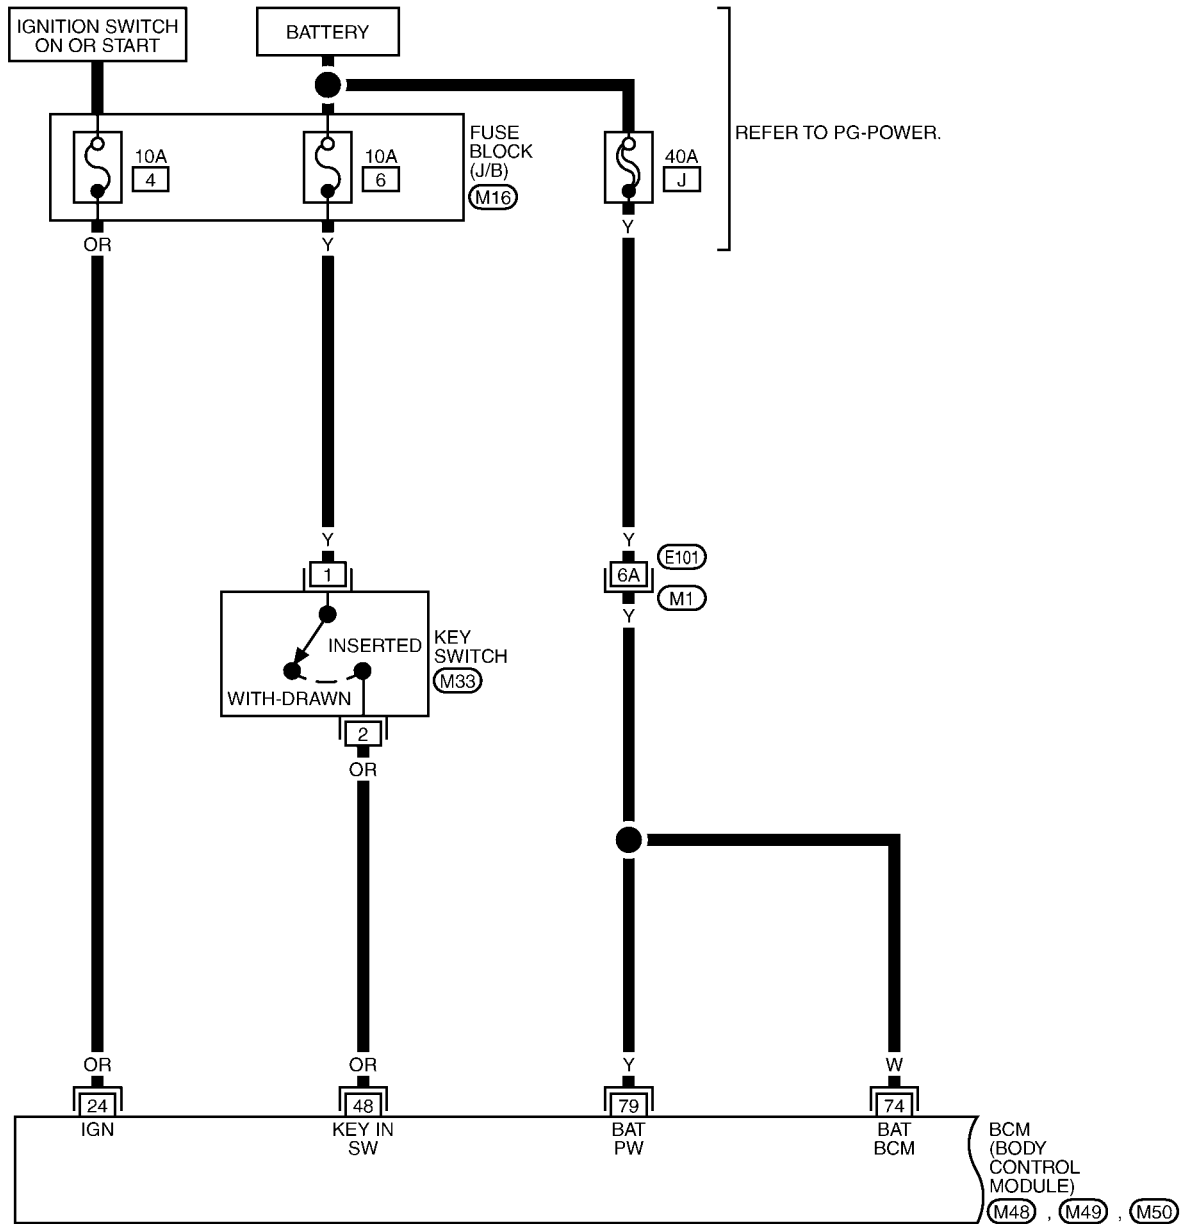 IGNITION SWITCH
ON OR START
BATTERY
REFER TO PG-POWER.
10A
4
10A
6
FUSE
BLOCK
(J/B)
M16
40A
J
OR
Y
Y
Y
Y
1
E101
6A
M1
Y
INSERTED
WITH-DRAWN
KEY
SWITCH
M33
2
OR
OR
OR
Y
W
24
48
79
74
IGN
KEY IN
SW
BAT
PW
BAT
BCM
BCM
(BODY
CONTROL
MODULE)
M48 , M49 , M50